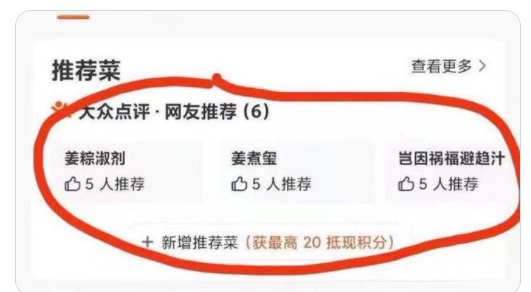 推荐菜
查看更多 >
大众点评·网友推荐(6)
姜粽淑剂
姜煮玺
岂因祸福避趋汁
5 人推荐
5 人推荐
5 人推荐
+ 新增推荐菜(获最高 20 抵现积分)